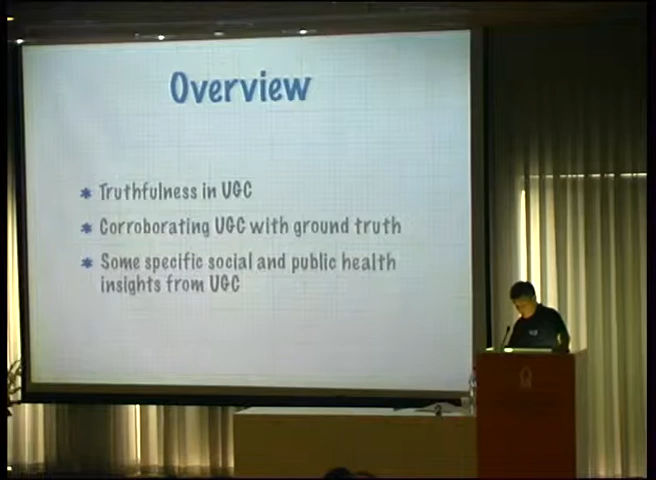 Overview
* Truthfulness in UGC
* Corroborating UGC with ground truth
* Some specific social and public health
insights from UGC